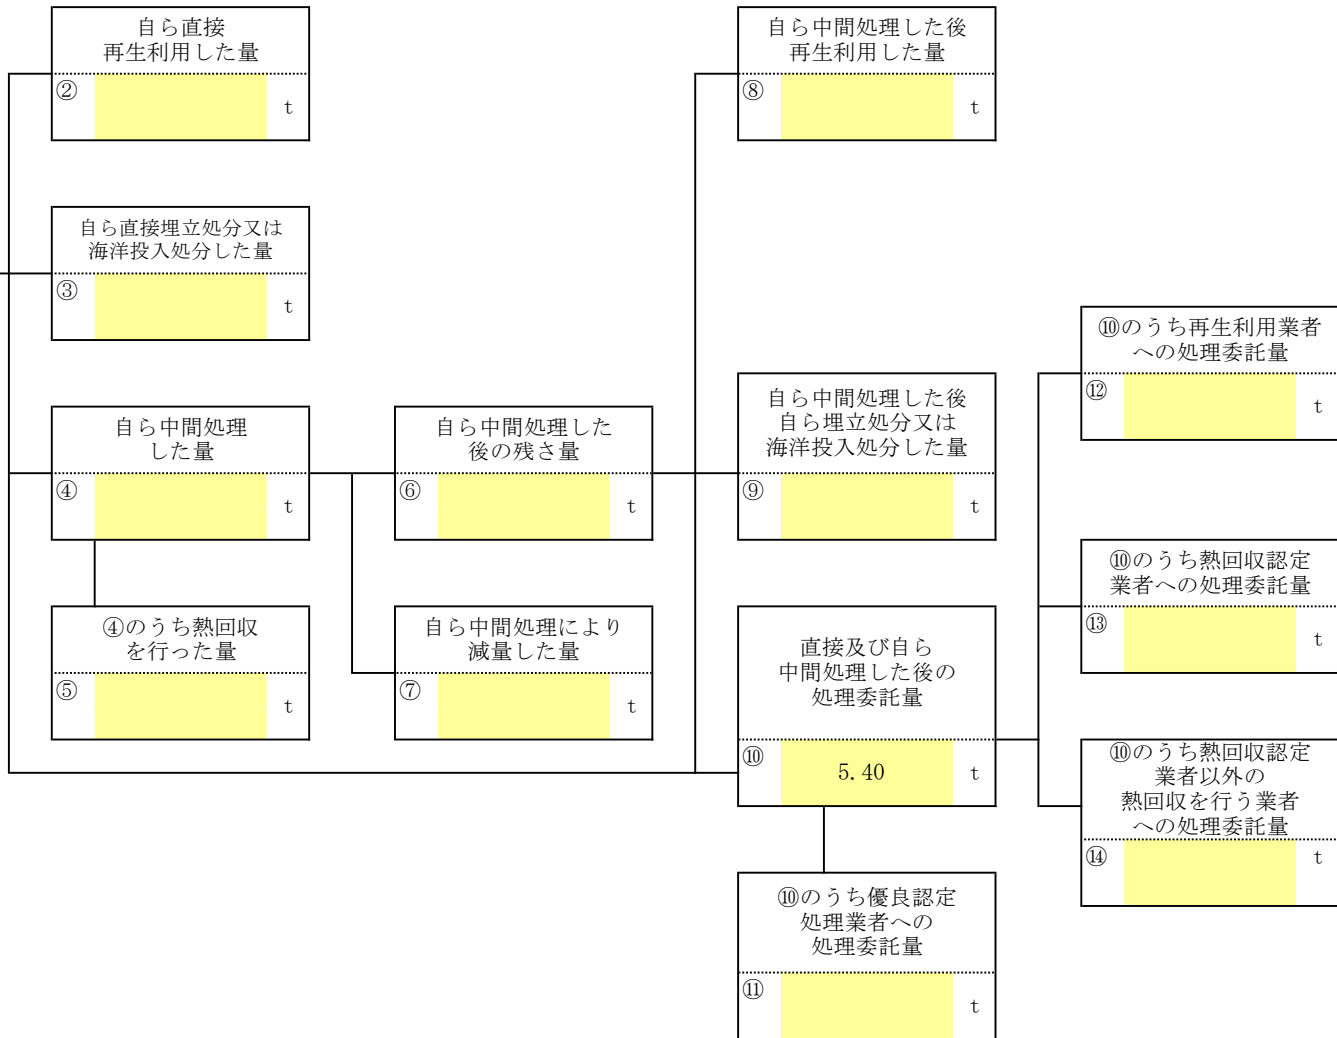 自ら直接
再生利用した量
②
t
自ら中間処理した後
再生利用した量
⑧
t
自ら直接埋立処分又は
海洋投入処分した量
③
t
⑩のうち再生利用業者
への処理委託量
⑫
t
自ら中間処理
した量
④
t
自ら中間処理した
後の残さ量
⑥
t
自ら中間処理した後
自ら埋立処分又は
海洋投入処分した量
⑨
t
⑩のうち熱回収認定
業者への処理委託量
⑬
t
④のうち熱回収
を行った量
⑤
t
自ら中間処理により
減量した量
⑦
t
直接及び自ら
中間処理した後の
処理委託量
⑩
5.40
t
⑩のうち熱回収認定
業者以外の
熱回収を行う業者
への処理委託量
⑭
t
⑩のうち優良認定
処理業者への
処理委託量
⑪
t